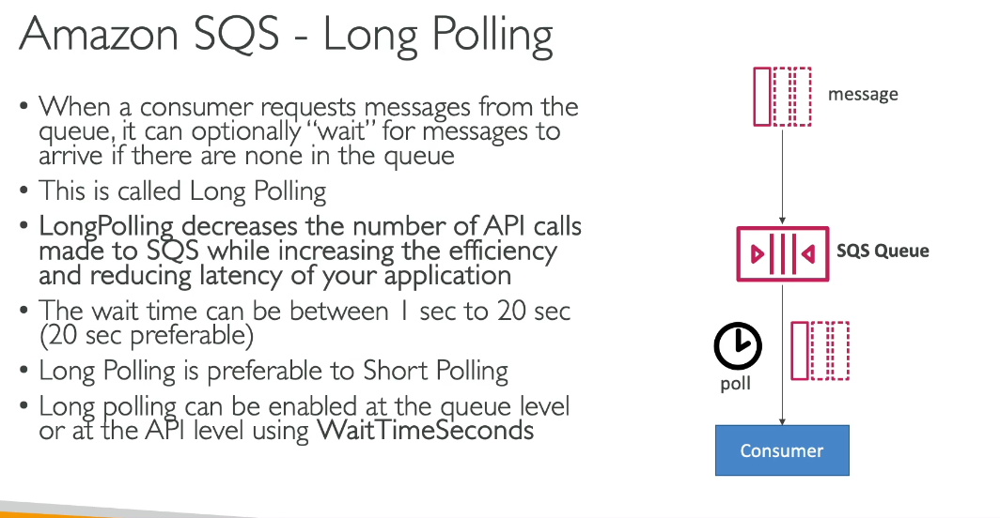 Amazon SQS - Long Polling
• When a consumer requests messages from the
queue, it can optionally “wait” for messages to
arrive if there are none in the queue
• This is called Long Polling
• LongPolling decreases the number of API calls
made to SQS while increasing the efficiency
and reducing latency of your application
• The wait time can be between 1 sec to 20 sec
(20 sec preferable)
• Long Polling is preferable to Short Polling
• Long polling can be enabled at the queue level
or at the API level using WaitTimeSeconds
message
SQS Queue
poll
Consumer